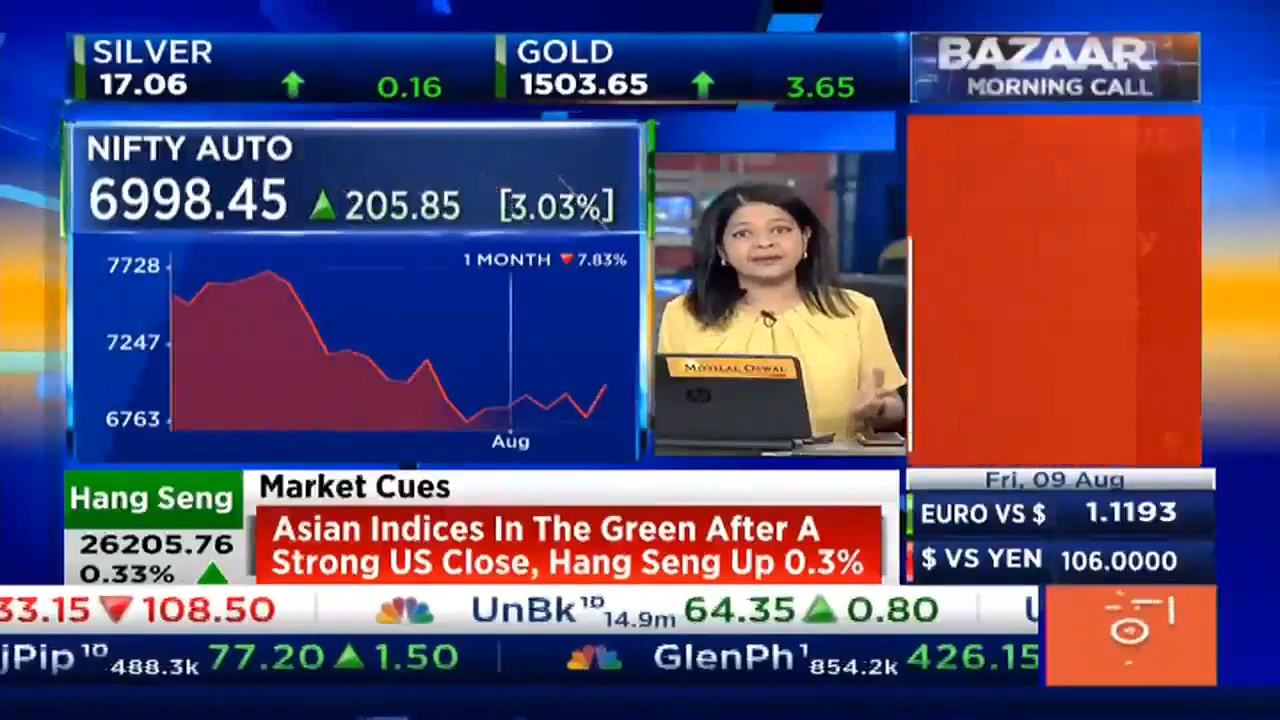 SILVER
17.06 0.16
GOLD
1503.65 3.65
BAZAAR
MORNING CALL
NIFTY AUTO
6998.45 ▲ 205.85 [3.03%]
1 MONTH ▼ 7.83%
7728
7247
6763
Aug
MOTILAL OSWAL
hp
Hang Seng
26205.76
0.33% ▲
Market Cues
Asian Indices In The Green After A
Strong US Close, Hang Seng Up 0.3%
Fri, 09 Aug
EURO VS $ 1.1193
$ VS YEN 106.0000
33.15 ▼ 108.50 UnBk 10 14.9m 64.35 ▲ 0.80
jPip 10 488.3k 77.20 ▲ 1.50 GlenPh 1 854.2k 426.15